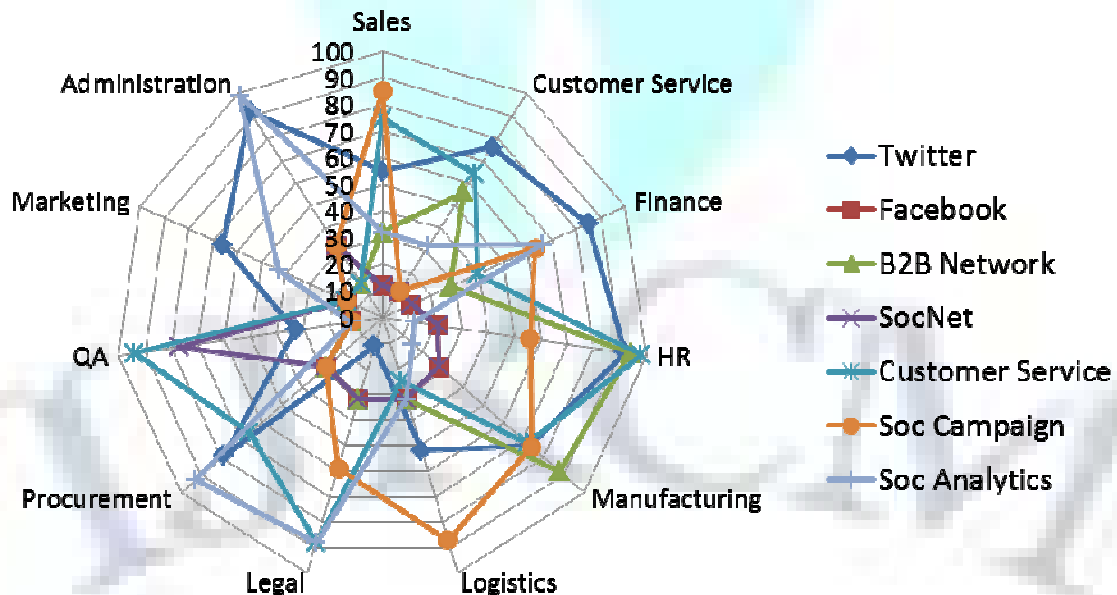 Sales
100
90
80
70
60
50
40
30
20
10
0
Customer Service
Finance
HR
Manufacturing
Logistics
Legal
Procurement
QA
Marketing
Administration
Twitter
Facebook
B2B Network
SocNet
Customer Service
Soc Campaign
Soc Analytics